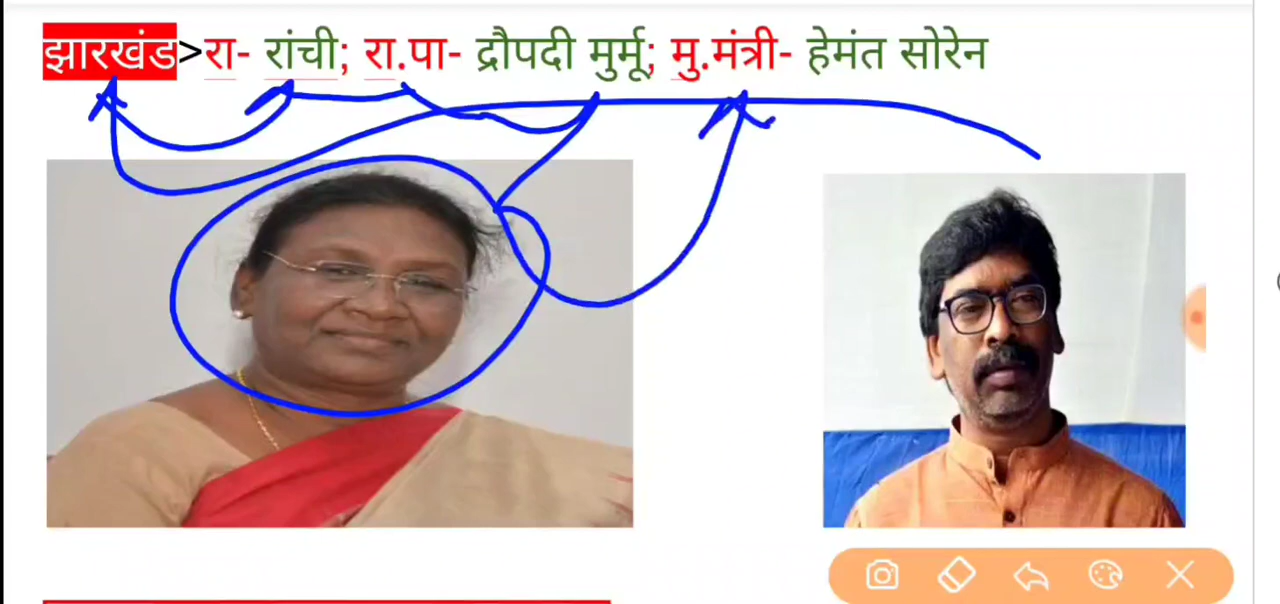 झारखंड>रा- रांची; रा.पा- द्रौपदी मुर्मू; मु.मंत्री- हेमंत सोरेन